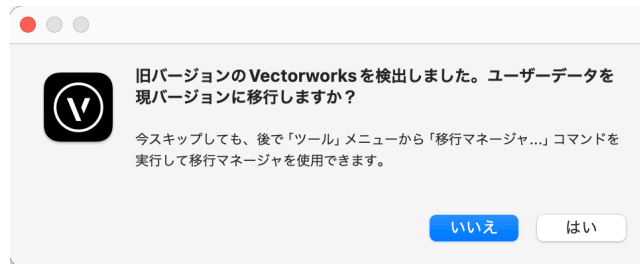 旧バージョンのVectorworksを検出しました。ユーザーデータを
現バージョンに移行しますか？
今スキップしても、後で「ツール」メニューから「移行マネージャ...」コマンドを
実行して移行マネージャを使用できます。
いいえ
はい